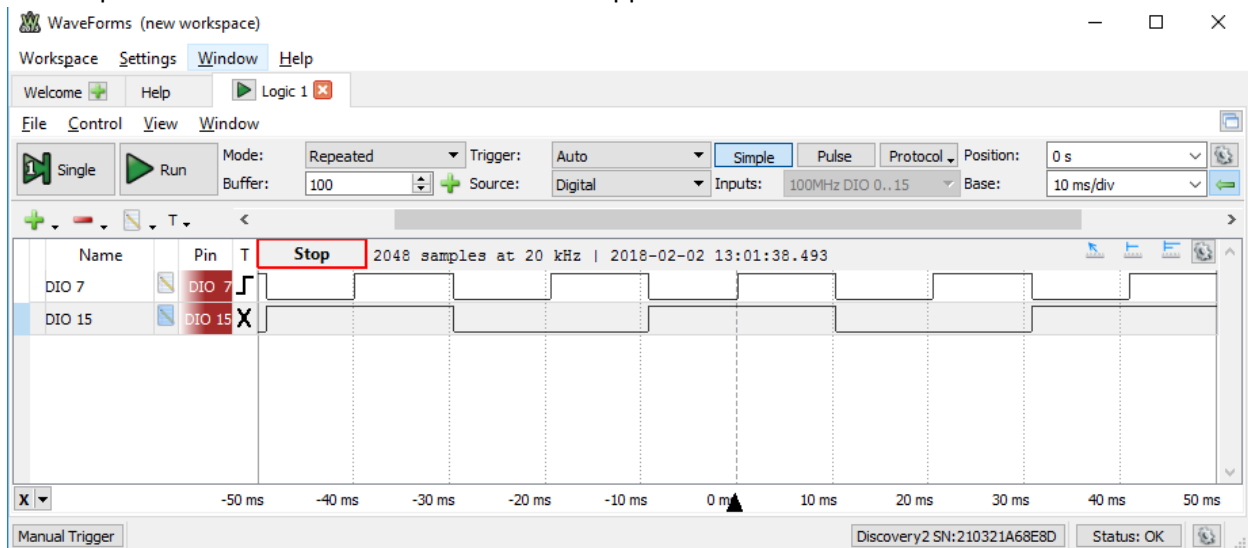 WaveForms (new workspace)
Workspace Settings Window Help
Welcome Help Logic 1
File Control View Window
Single Run Mode: Repeated Trigger: Auto Simple Pulse Protocol Position: 0 s
Buffer: 100 Source: Digital Inputs: 100MHz DIO 0..15 Base: 10 ms/div
T
Name Pin T Stop 2048 samples at 20 kHz | 2018-02-02 13:01:38.493
DIO 7 DIO 7
DIO 15 DIO 15 X
X -50 ms -40 ms -30 ms -20 ms -10 ms 0 ms 10 ms 20 ms 30 ms 40 ms 50 ms
Manual Trigger Discovery2 SN:210321A68E8D Status: OK